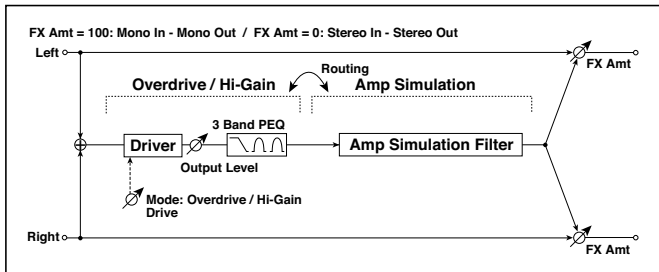 FX Amt = 100: Mono In - Mono Out / FX Amt = 0: Stereo In - Stereo Out
Left
FX Amt
Routing
Overdrive / Hi-Gain
Amp Simulation
3 Band PEQ
Driver
Amp Simulation Filter
Output Level
Mode: Overdrive / Hi-Gain
Drive
Right
FX Amt